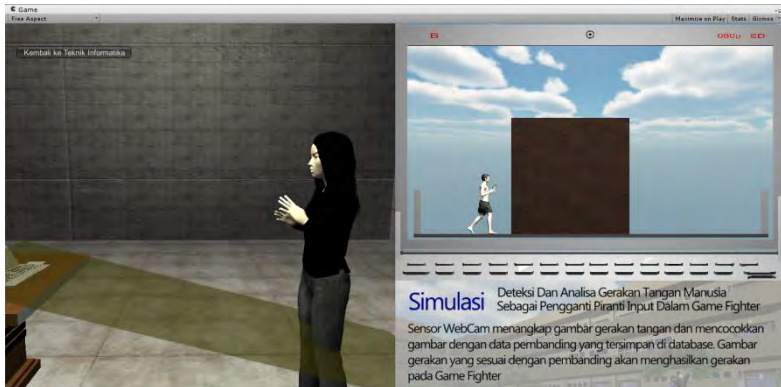 Game
Free Aspect
Maximize on Play Stats Gizmos
Kembali ke Teknik Informatika
Simulasi
Deteksi Dan Analisa Gerakan Tangan Manusia
Sebagai Pengganti Piranti Input Dalam Game Fighter
Sensor WebCam menangkap gambar gerakan tangan dan mencocokkan
gambar dengan data pembanding yang tersimpan di database. Gambar
gerakan yang sesuai dengan pembanding akan menghasilkan gerakan
pada Game Fighter